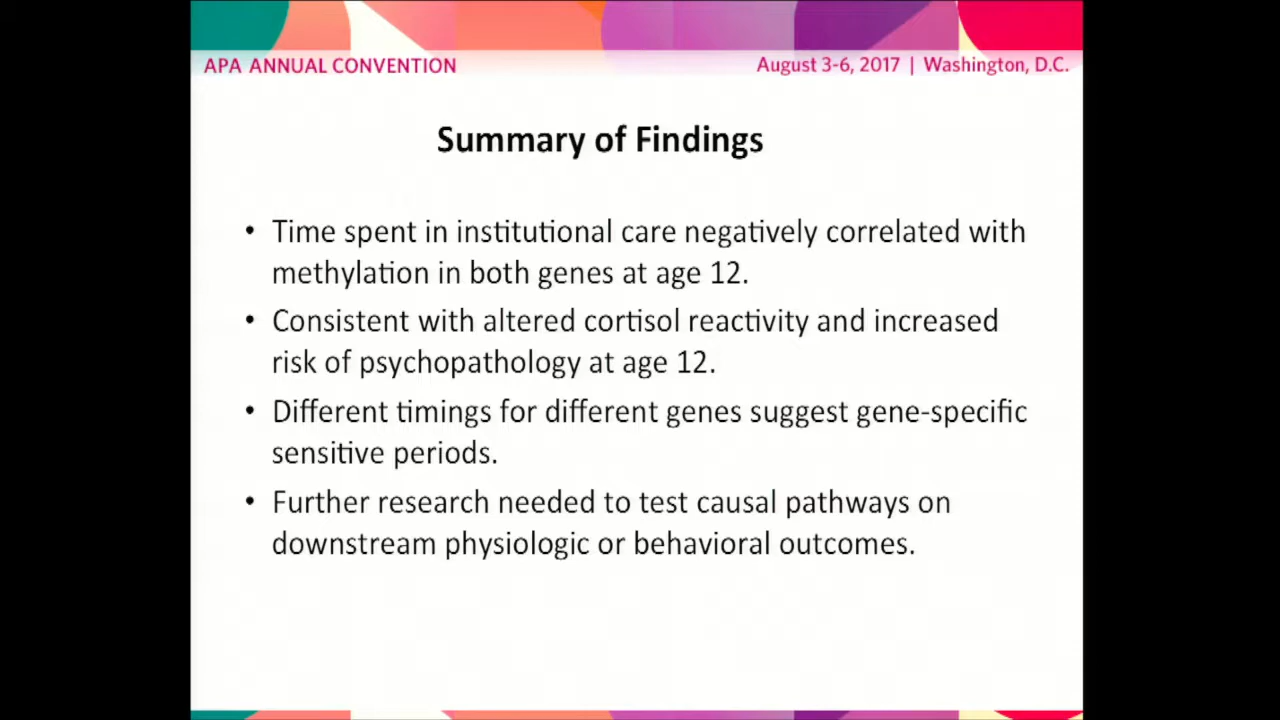 APA ANNUAL CONVENTION
August 3-6, 2017 | Washington, D.C.
Summary of Findings
• Time spent in institutional care negatively correlated with
methylation in both genes at age 12.
• Consistent with altered cortisol reactivity and increased
risk of psychopathology at age 12.
• Different timings for different genes suggest gene-specific
sensitive periods.
• Further research needed to test causal pathways on
downstream physiologic or behavioral outcomes.